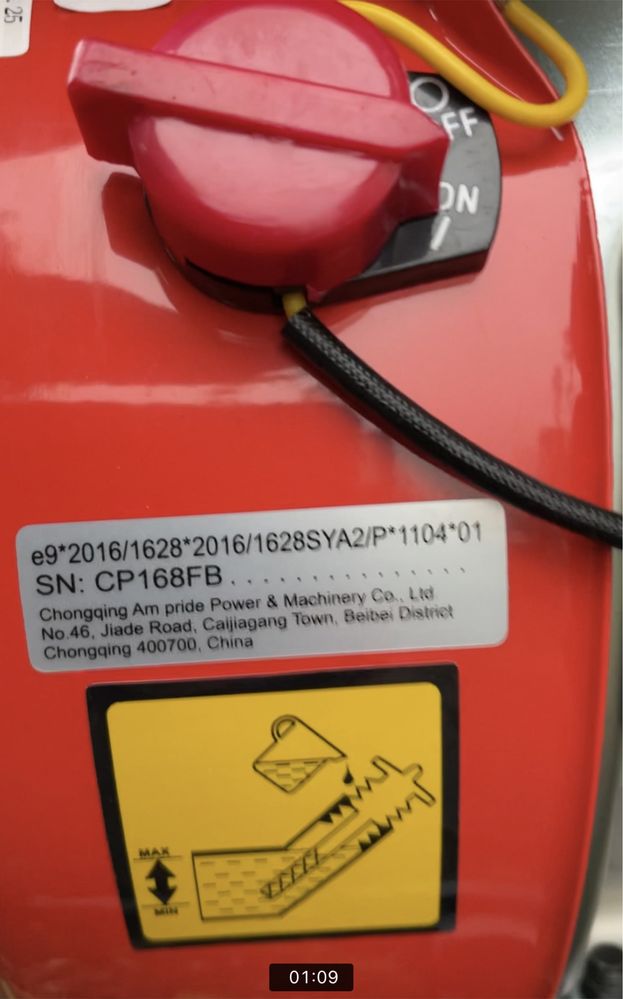 25
OFF
ON
e9*2016/1628*2016/1628SYA2/P*1104*01
SN: CP168FB . . . . . . . . . . . . . . .
Chongqing Am pride Power & Machinery Co., Ltd
No.46, Jiade Road, Caijiagang Town, Beibei District
Chongqing 400700, China
MAX
MIN
01:09